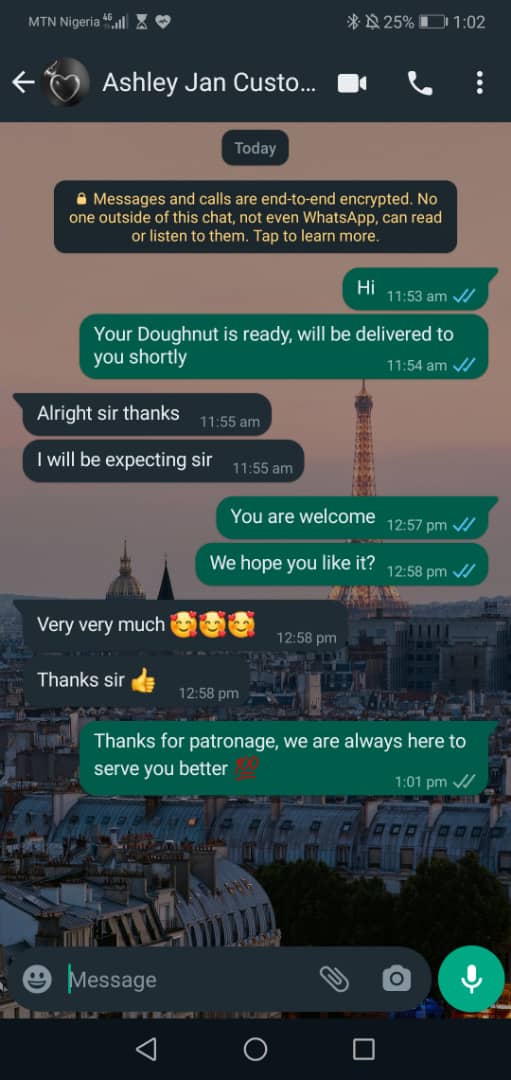 MTN Nigeria 4G 25% 1:02
Ashley Jan Custo...
Today
Messages and calls are end-to-end encrypted. No
one outside of this chat, not even WhatsApp, can read
or listen to them. Tap to learn more.
Hi 11:53 am
Your Doughnut is ready, will be delivered to
you shortly 11:54 am
Alright sir thanks 11:55 am
I will be expecting sir 11:55 am
You are welcome 12:57 pm
We hope you like it? 12:58 pm
Very very much 🥰🥰🥰 12:58 pm
Thanks sir 👍 12:58 pm
Thanks for patronage, we are always here to
serve you better 💯 1:01 pm
Message